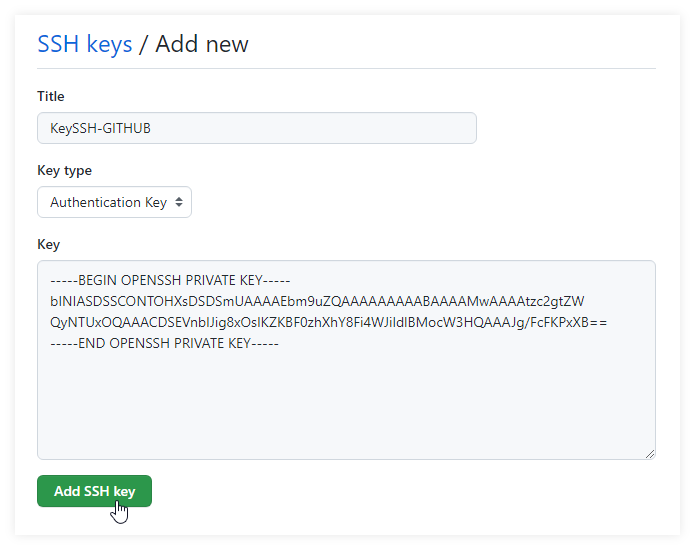 SSH keys / Add new
Title
KeySSH-GITHUB
Key type
Authentication Key
Key
-----BEGIN OPENSSH PRIVATE KEY-----
bINIASDSSCONTOHXsDSDSmUAAAAEbm9uZQAAAAAAAAABAAAAMwAAAAtzc2gtZW
QyNTUxOQAAACDSEVnbIJig8xOsIKZKBF0zhXhY8Fi4WJiIdIBMocW3HQAAAJg/FcFKPxXB==
-----END OPENSSH PRIVATE KEY-----
Add SSH key